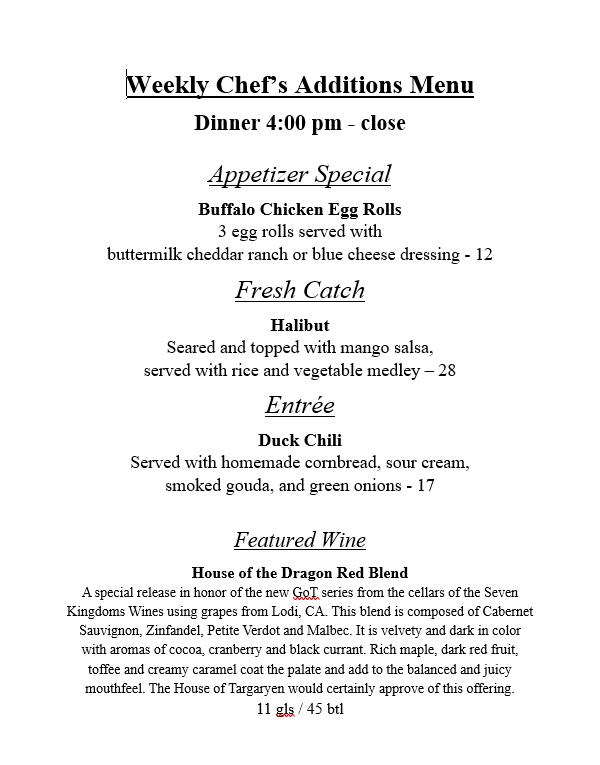 Weekly Chef’s Additions Menu
Dinner 4:00 pm - close
Appetizer Special
Buffalo Chicken Egg Rolls
3 egg rolls served with
buttermilk cheddar ranch or blue cheese dressing - 12
Fresh Catch
Halibut
Seared and topped with mango salsa,
served with rice and vegetable medley – 28
Entrée
Duck Chili
Served with homemade cornbread, sour cream,
smoked gouda, and green onions - 17
Featured Wine
House of the Dragon Red Blend
A special release in honor of the new GoT series from the cellars of the Seven
Kingdoms Wines using grapes from Lodi, CA. This blend is composed of Cabernet
Sauvignon, Zinfandel, Petite Verdot and Malbec. It is velvety and dark in color
with aromas of cocoa, cranberry and black currant. Rich maple, dark red fruit,
toffee and creamy caramel coat the palate and add to the balanced and juicy
mouthfeel. The House of Targaryen would certainly approve of this offering.
11 gls / 45 btl